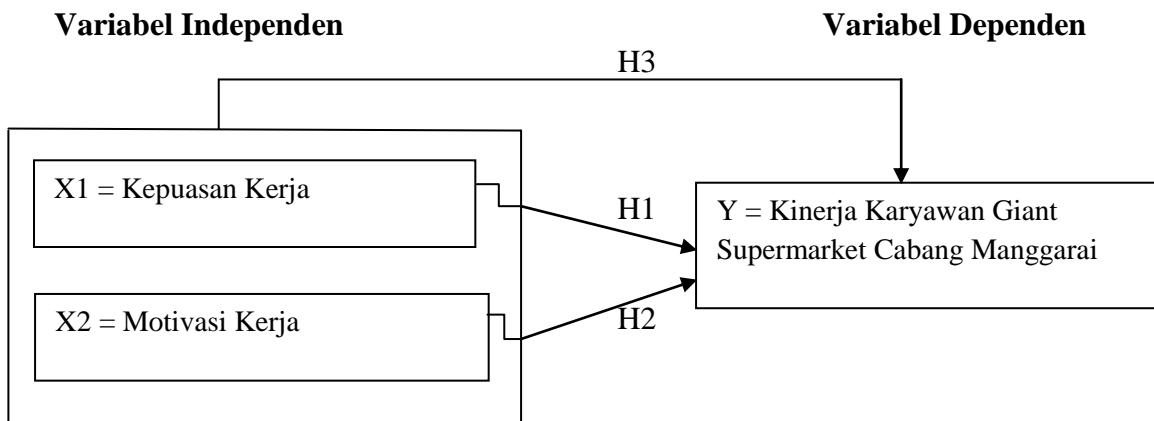 Variabel Independen
Variabel Dependen
H3
X1 = Kepuasan Kerja
H1
Y = Kinerja Karyawan Giant
Supermarket Cabang Manggarai
X2 = Motivasi Kerja
H2